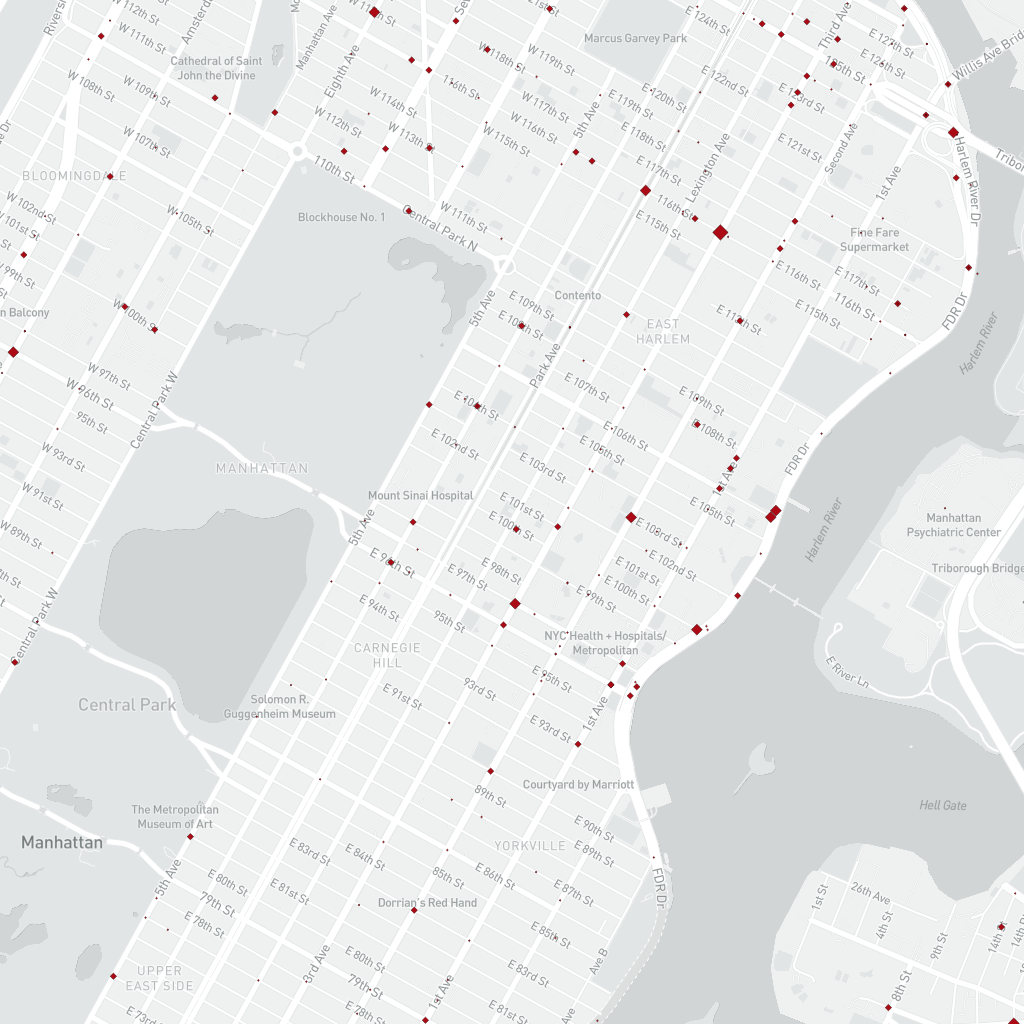 W 112th St
W 111th St
Cathedral of Saint
John the Divine
W 109th St
W 108th St
W 107th St
BLOOMINGDALE
W 102nd St
W 101st St
W 99th St
W 105th St
W 100th St
n Balcony
W 97th St
W 96th St
95th St
W 93rd St
W 91st St
W 89th St
Central Park W
Central Park W
Manhattan Ave
Eighth Ave
W 118th St
W 119th St
116th St
W 117th St
W 116th St
W 115th St
W 114th St
W 113th St
W 112th St
110th St
W 111th St
Central Park N
Blockhouse No. 1
5th Ave
5th Ave
5th Ave
5th Ave
Marcus Garvey Park
E 124th St
E 122nd St
E 120th St
E 119th St
E 118th St
E 117th St
116th St
E 115th St
Third Ave
125th St
E 127th St
E 126th St
E 123rd St
E 121st St
Lexington Ave
Second Ave
1st Ave
Willis Ave Brid
Tribor
Harlem River Dr
Fine Fare
Supermarket
E 117th St
E 116th St
116th St
E 115th St
E 112th St
FDR Dr
Harlem River
Contento
EAST
HARLEM
E 109th St
E 108th St
Park Ave
E 107th St
E 109th St
E 108th St
E 106th St
E 105th St
E 105th St
E 104th St
E 102nd St
E 103rd St
E 103rd St
E 102nd St
E 101st St
E 101st St
E 100th St
E 100th St
E 99th St
E 98th St
E 97th St
E 96th St
95th St
E 94th St
1st Ave
FDR Dr
Harlem River
Manhattan
Psychiatric Center
Triborough Bridge
E River Ln
MANHATTAN
Mount Sinai Hospital
NYC Health + Hospitals/
Metropolitan
CARNEGIE
HILL
E 95th St
93rd St
E 93rd St
E 91st St
1st Ave
Central Park
Solomon R.
Guggenheim Museum
Courtyard by Marriott
89th St
E 90th St
E 89th St
The Metropolitan
Museum of Art
Manhattan
YORKVILLE
E 87th St
E 86th St
85th St
E 85th St
E 84th St
E 83rd St
E 83rd St
Dorrian's Red Hand
E 81st St
E 81st St
E 80th St
79th St
E 78th St
E 80th St
79th St
E 78th St
UPPER
EAST SIDE
E 73rd St
3rd Ave
1st Ave
Ave B
FDR Dr
Hell Gate
1st St
26th Ave
4th St
9th St
8th St